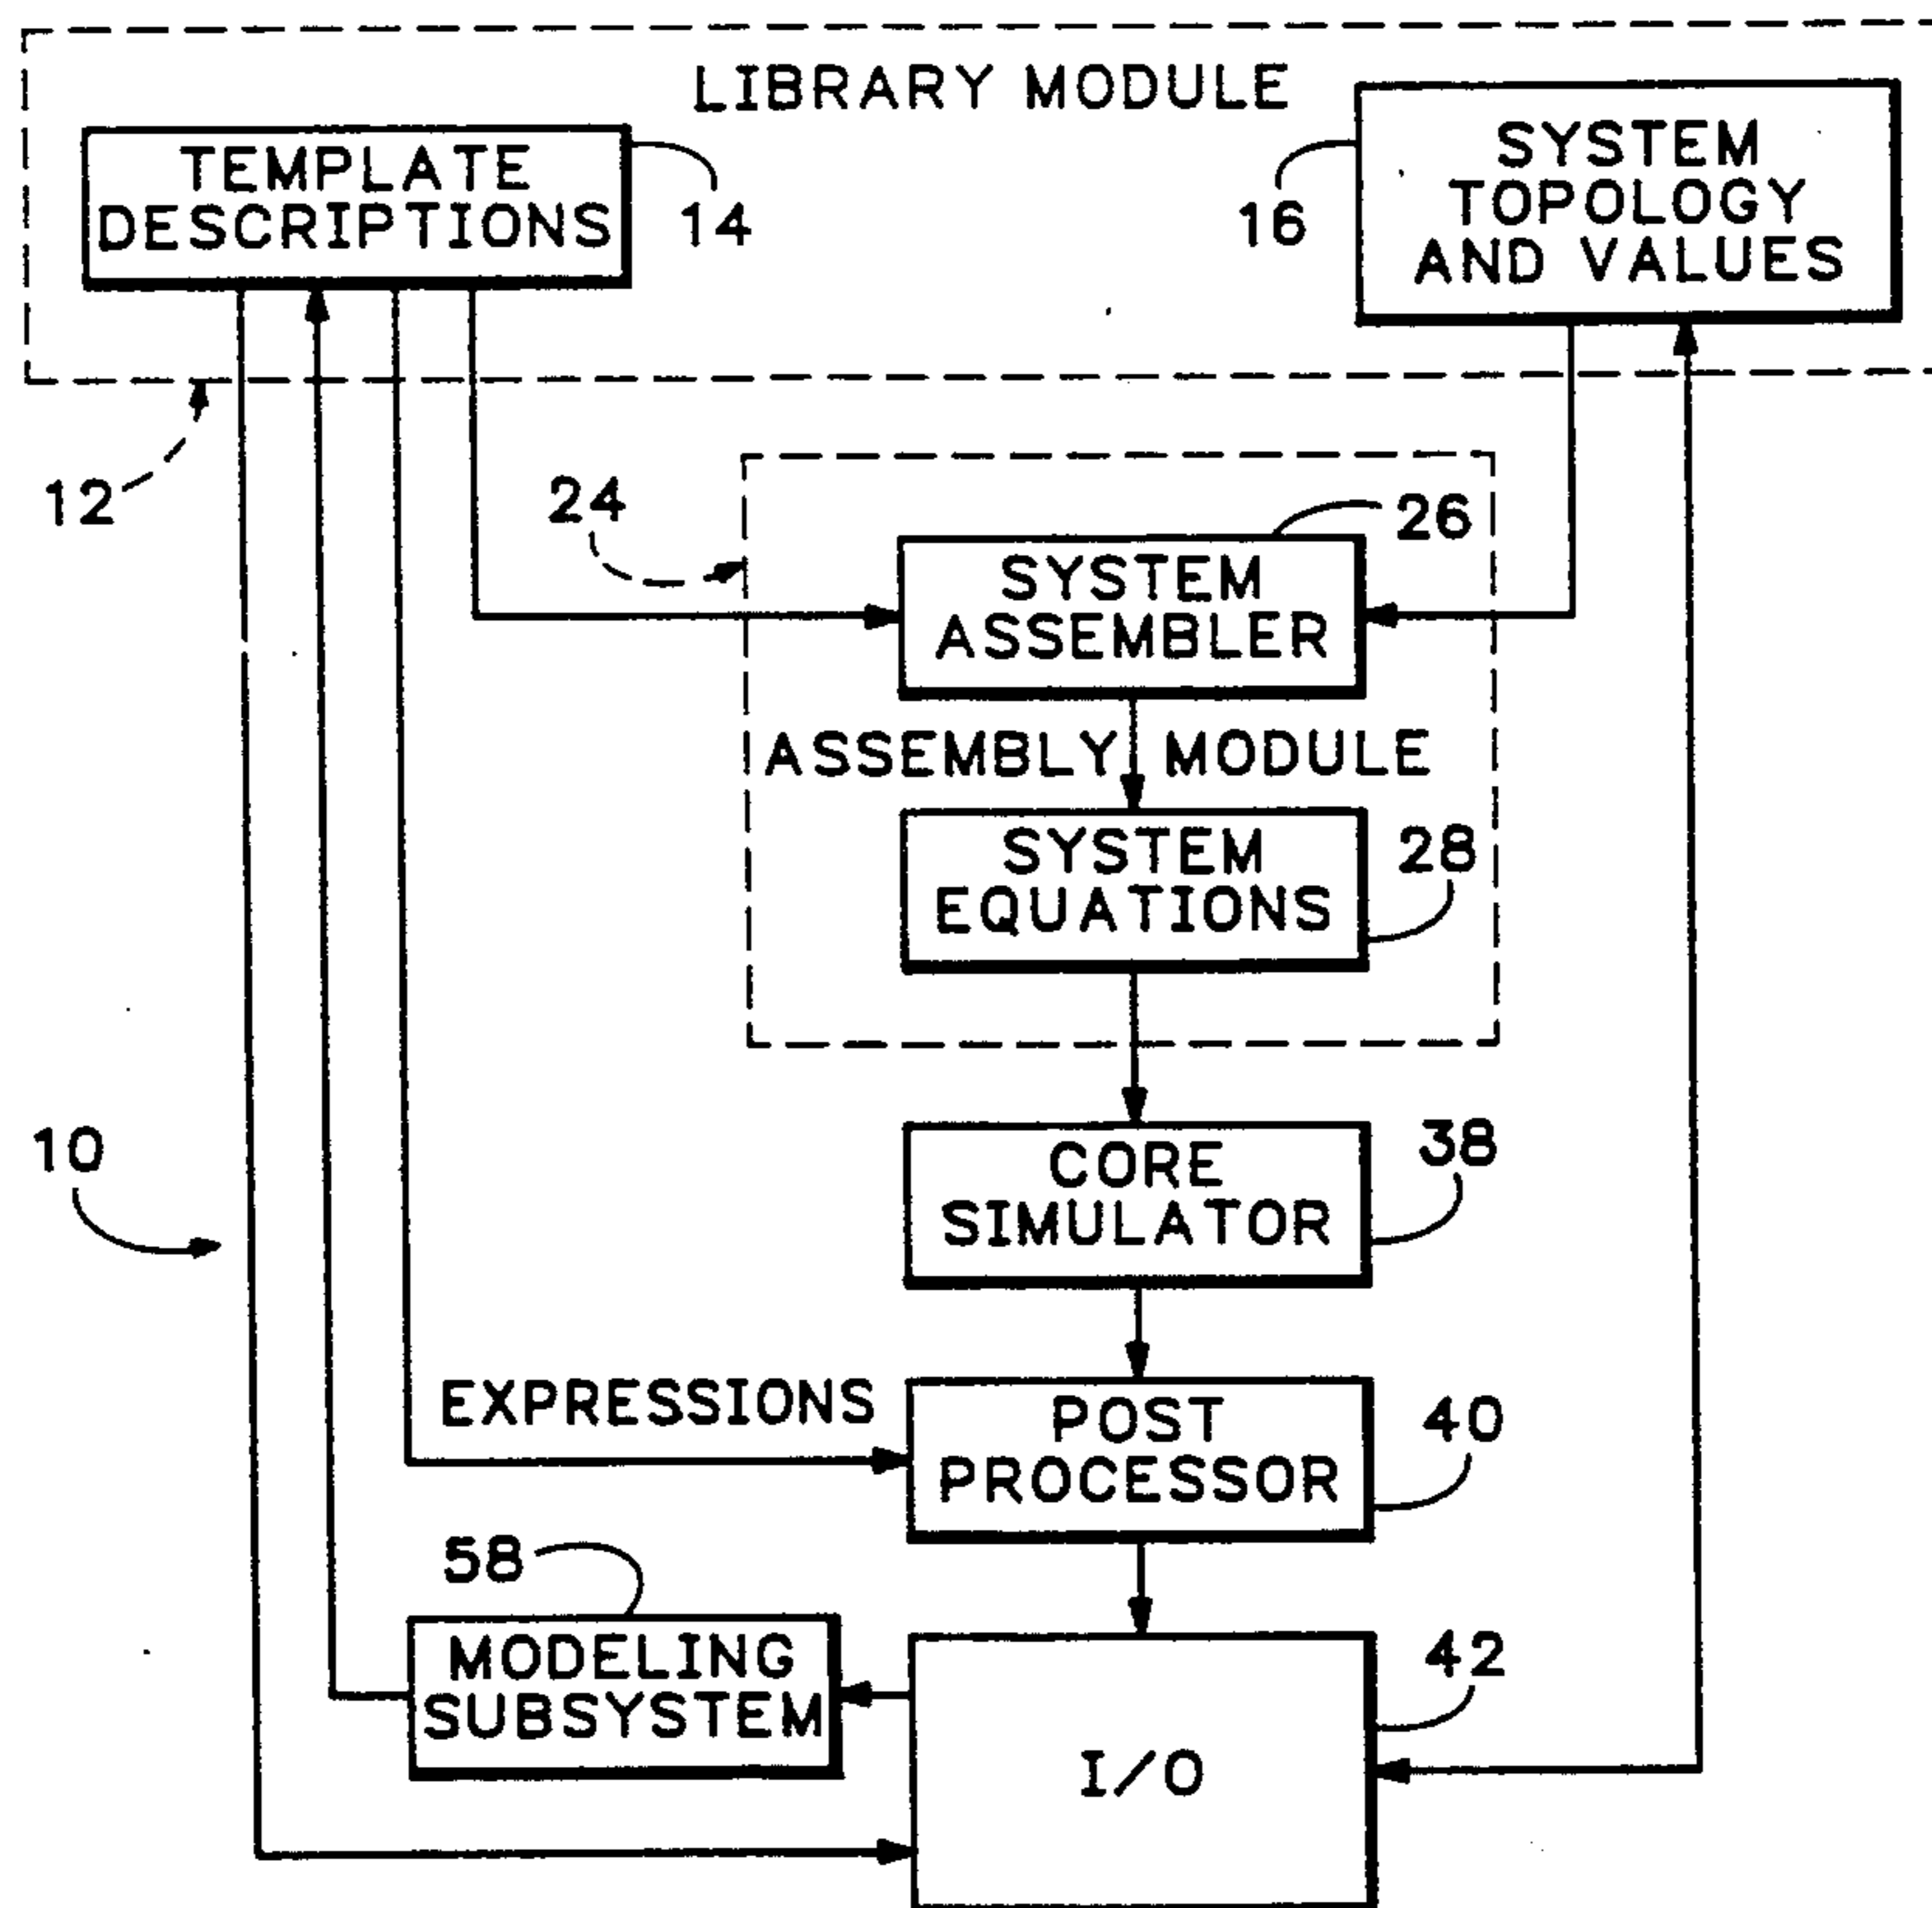 LIBRARY MODULE
TEMPLATE
DESCRIPTIONS
14
16
SYSTEM
TOPOLOGY
AND VALUES
12
24
26
SYSTEM
ASSEMBLER
ASSEMBLY MODULE
SYSTEM
EQUATIONS
28
10
CORE
SIMULATOR
38
EXPRESSIONS
POST
PROCESSOR
40
58
MODELING
SUBSYSTEM
I/O
42